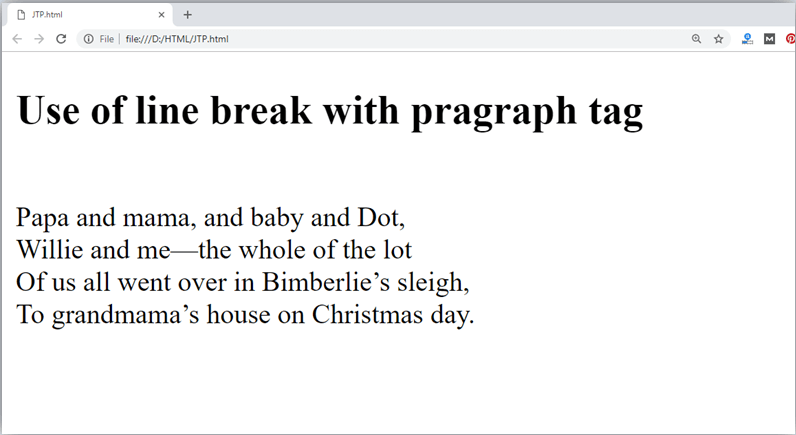 JTP.html
File | file:///D:/HTML/JTP.html
Use of line break with pragraph tag
Papa and mama, and baby and Dot,
Willie and me—the whole of the lot
Of us all went over in Bimberlie’s sleigh,
To grandmama’s house on Christmas day.